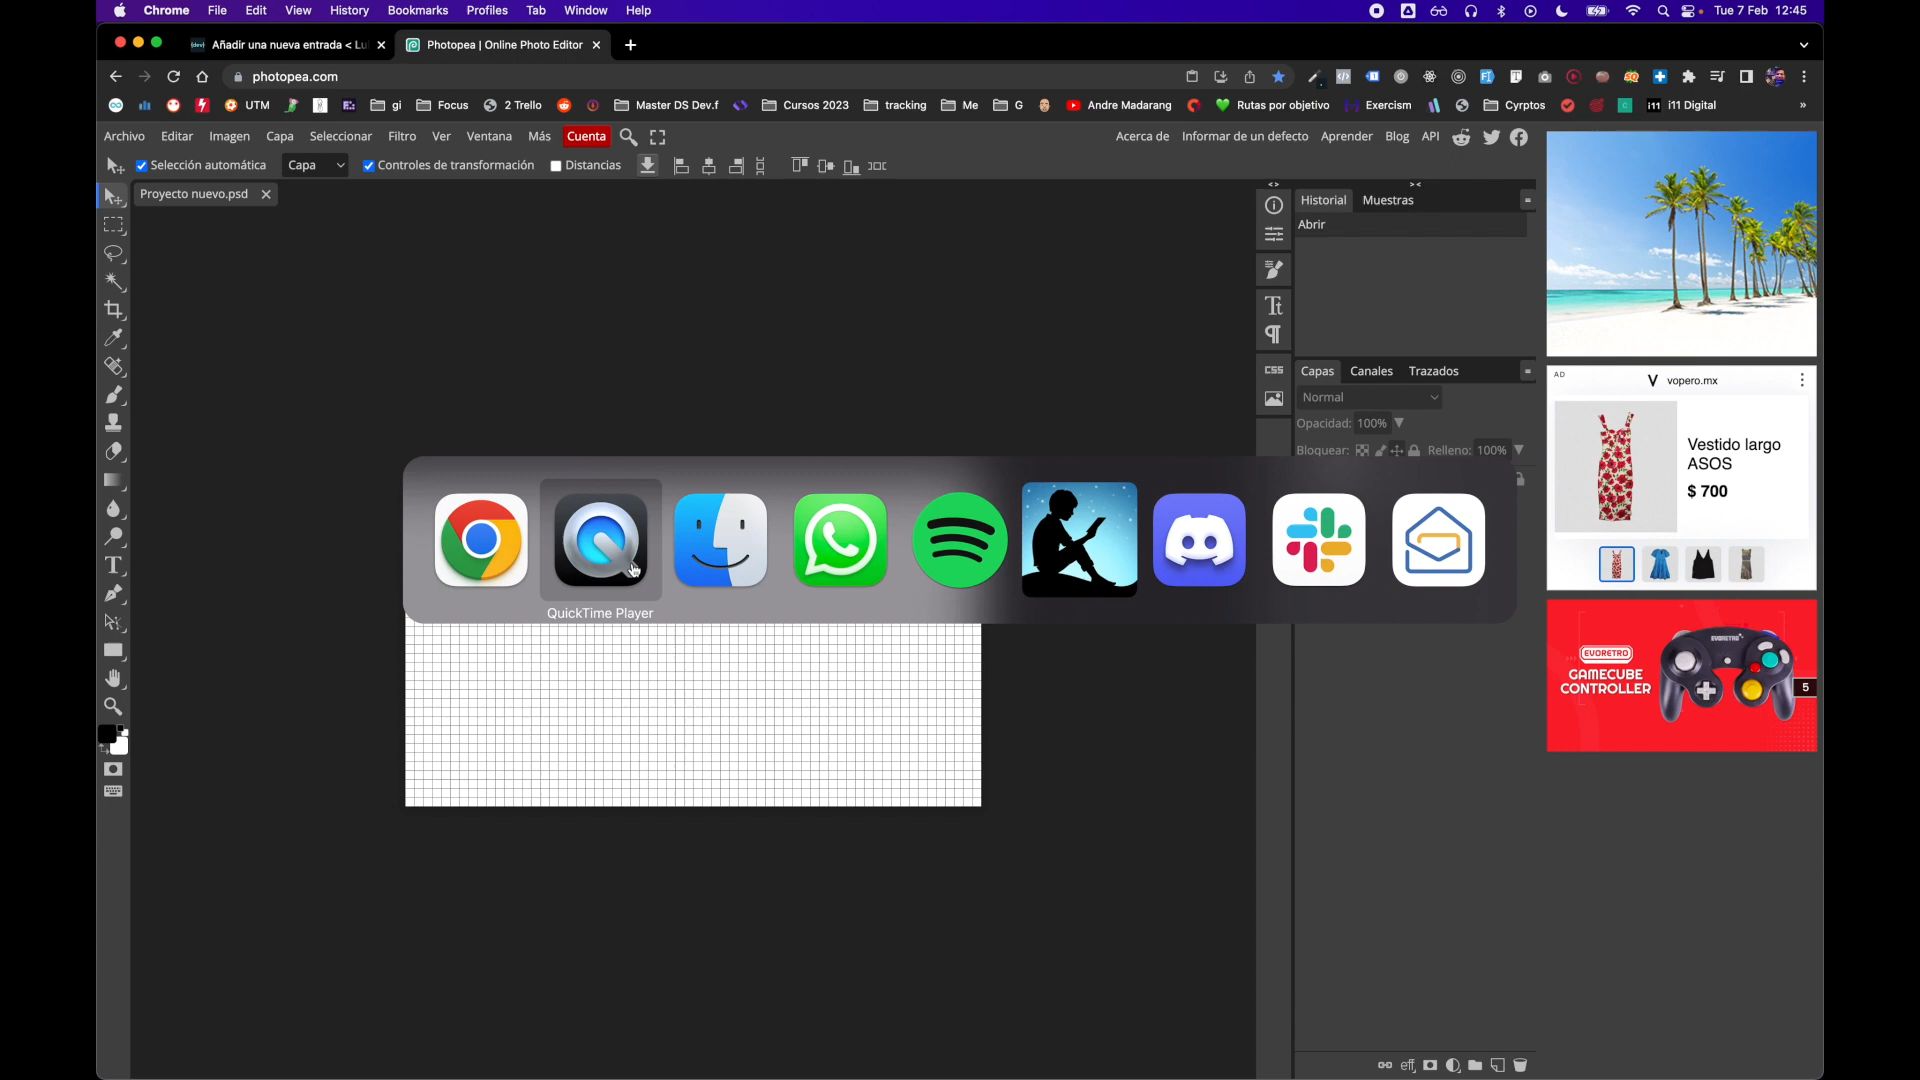 Chrome File Edit View History Bookmarks Profiles Tab Window Help Tue 7 Feb 12:45
Añadir una nueva entrada < Lu
Photopea | Online Photo Editor
photopea.com
UTM gi Focus 2 Trello Master DS Dev.f Cursos 2023 tracking Me G Andre Madarang Rutas por objetivo Exercism Cyrptos i11 Digital
Archivo Editar Imagen Capa Seleccionar Filtro Ver Ventana Más Cuenta Acerca de Informar de un defecto Aprender Blog API
Selección automática Capa Controles de transformación Distancias
Proyecto nuevo.psd
Historial Muestras
Abrir
CSS
Capas Canales Trazados
Normal
Opacidad: 100%
Bloquear: Relleno: 100%
QuickTime Player
eff
AD
vopero.mx
Vestido largo
ASOS
$ 700
EVORETRO
GAMECUBE
CONTROLLER
EVORETRO
5